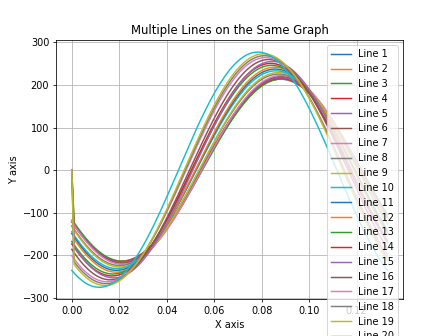 Multiple Lines on the Same Graph
300
200
100
0
−100
−200
−300
Y axis
0.00
0.02
0.04
0.06
0.08
0.10
X axis
Line 1
Line 2
Line 3
Line 4
Line 5
Line 6
Line 7
Line 8
Line 9
Line 10
Line 11
Line 12
Line 13
Line 14
Line 15
Line 16
Line 17
Line 18
Line 19
Line 20